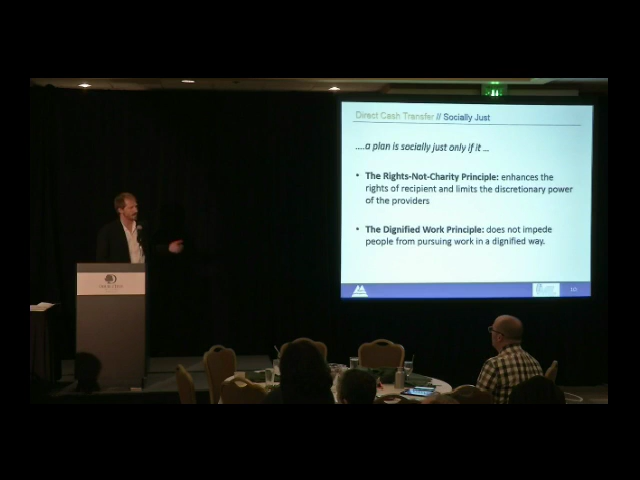 Direct Cash Transfer // Socially Just
....a plan is socially just only if it ...
• The Rights-Not-Charity Principle: enhances the
rights of recipient and limits the discretionary power
of the providers
• The Dignified Work Principle: does not impede
people from pursuing work in a dignified way.